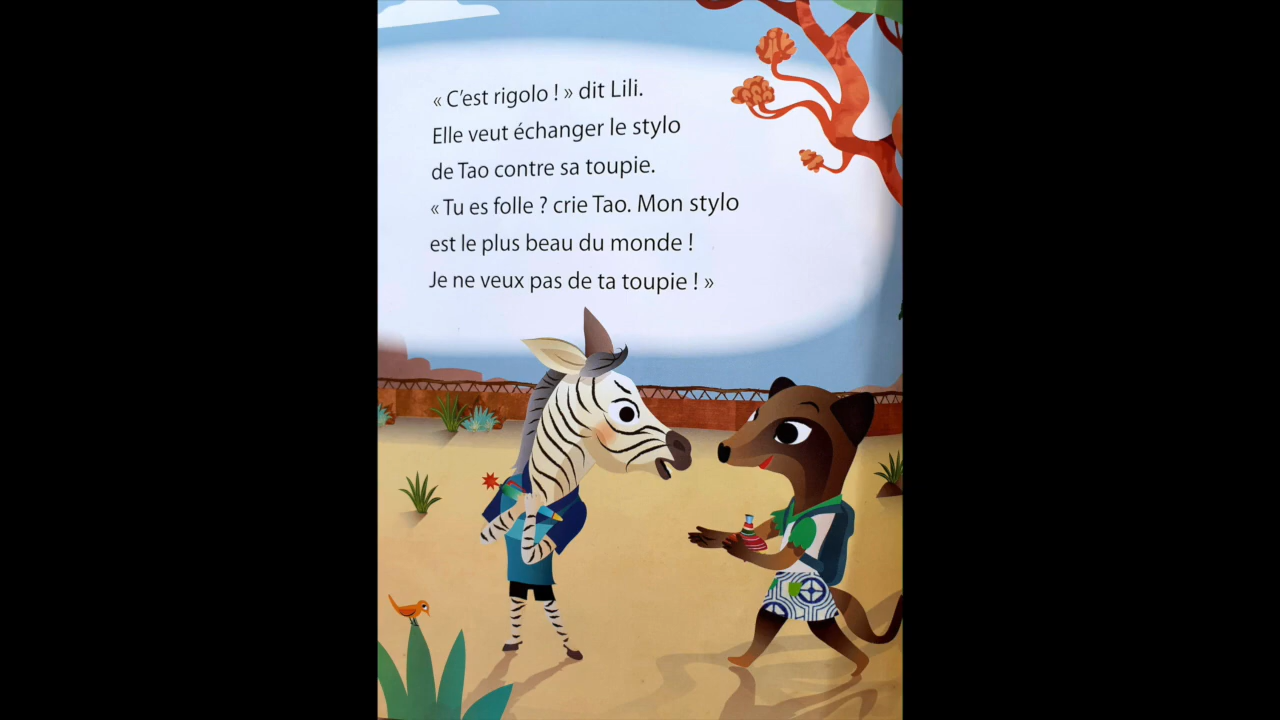 « C’est rigolo ! » dit Lili.
Elle veut échanger le stylo
de Tao contre sa toupie.
« Tu es folle ? crie Tao. Mon stylo
est le plus beau du monde !
Je ne veux pas de ta toupie ! »